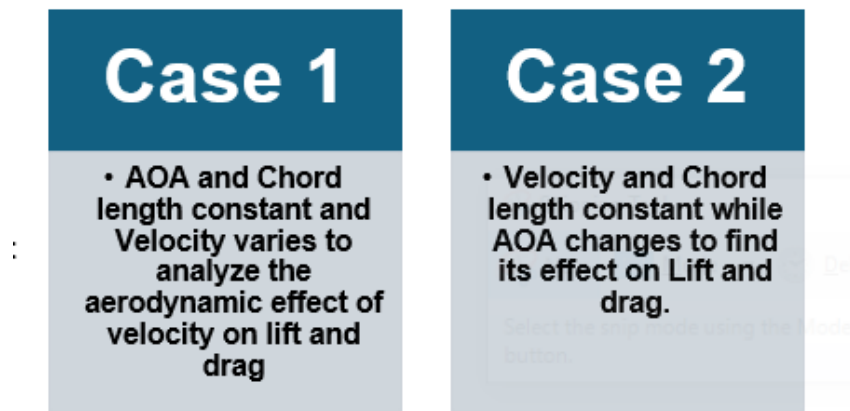 Case 1
• AOA and Chord
length constant and
Velocity varies to
analyze the
aerodynamic effect of
velocity on lift and
drag
Case 2
• Velocity and Chord
length constant while
AOA changes to find
its effect on Lift and
drag.
:
Select the snip mode using the Mode
button.